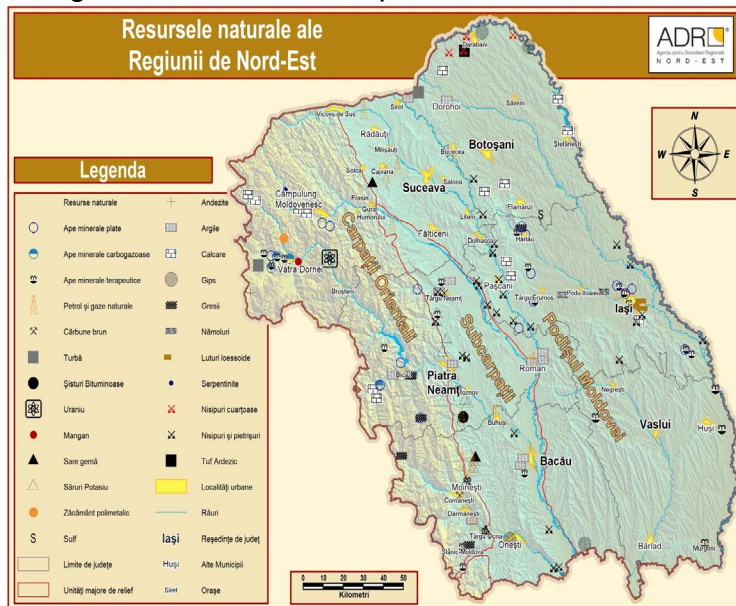 Resursele naturale ale
Regiunii de Nord-Est
ADR
Agenția pentru Dezvoltare Regională
NORD-EST
N
W
E
S
Legenda
Resurse naturale
Andezite
Ape minerale plate
Argile
Ape minerale carbogazoase
Calcare
Ape minerale terapeutice
Gips
Petrol și gaze naturale
Gresii
Cărbune brun
Nămoluri
Turbă
Luturi loessoide
Șisturi Bituminoase
Serpentinite
Uraniu
Nisipuri cuarțoase
Mangan
Nisipuri și pietrișuri
Sare gemă
Tuf Ardezic
Săruri Potasiu
Localități urbane
Zăcământ polimetalic
Râuri
S
Sulf
Iași
Reședințe de județ
Limite de județe
Huși
Alte Municipii
Unități majore de relief
Siret
Orașe
Darabani
Siret
Dorohoi
Săveni
Vicovu de Sus
Rădăuți
Milișăuți
Bucecea
Botoșani
Ștefănești
Solca
Cajvana
Suceava
Salcea
Frasin
Gura
Humorului
Câmpulung
Moldovenesc
Liteni
Flămânzi
S
Fălticeni
Dolhasca
Hârlău
Vatra Dornei
Broșteni
Carpații Orientali
Subcarpații
Podișul Moldovei
Pașcani
Târgu Neamț
Târgu Frumos
Podu Iloaiei
Iași
Bicaz
Piatra
Neamț
Roman
Roznov
Negrești
Buhuși
Vaslui
Huși
Bacău
Moinești
Comănești
Dărmănești
Târgu Ocna
Slănic-Moldova
Onești
Bârlad
Murgeni
0 10 20 30 40 50
Kilometri